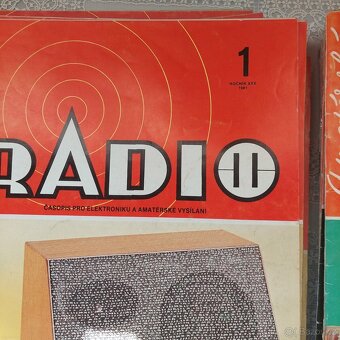 1
ROČNÍK XXX
1981
RADIO
ČASOPIS PRO ELEKTRONIKU A AMATÉRSKÉ VYSÍLÁNÍ